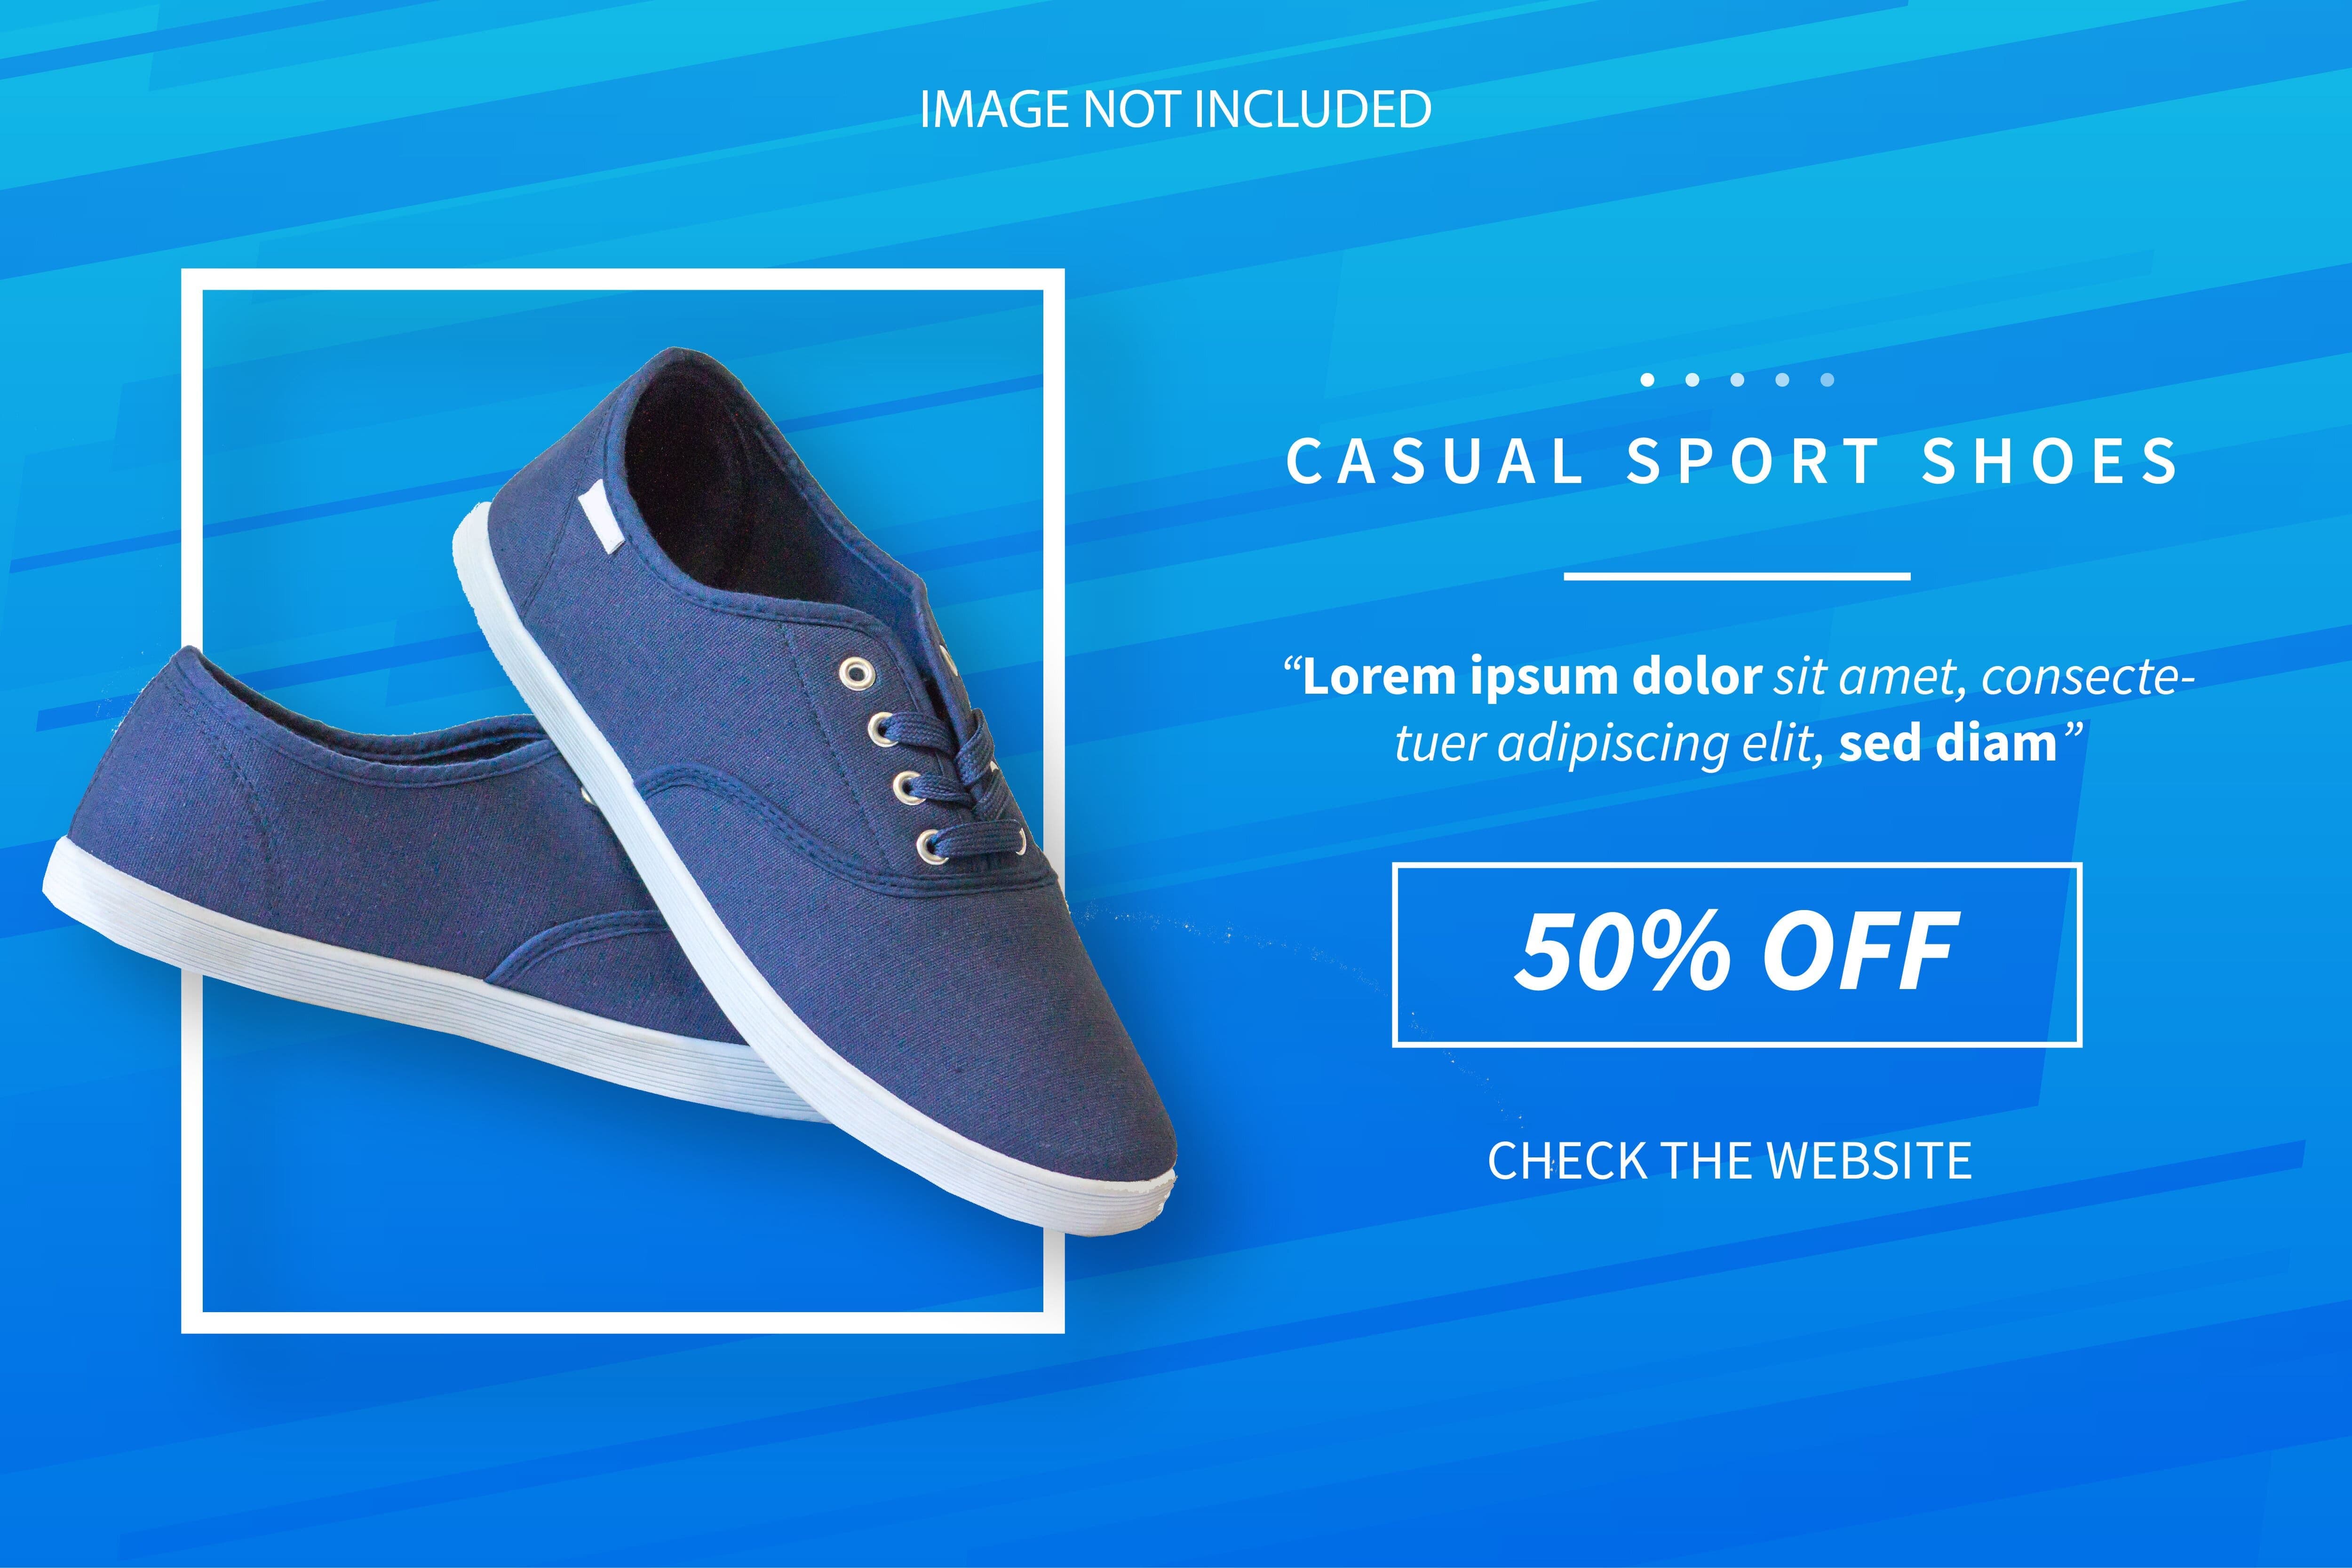 IMAGE NOT INCLUDED
CASUAL SPORT SHOES
“Lorem ipsum dolor sit amet, consecte-
tuer adipiscing elit, sed diam”
50% OFF
CHECK THE WEBSITE